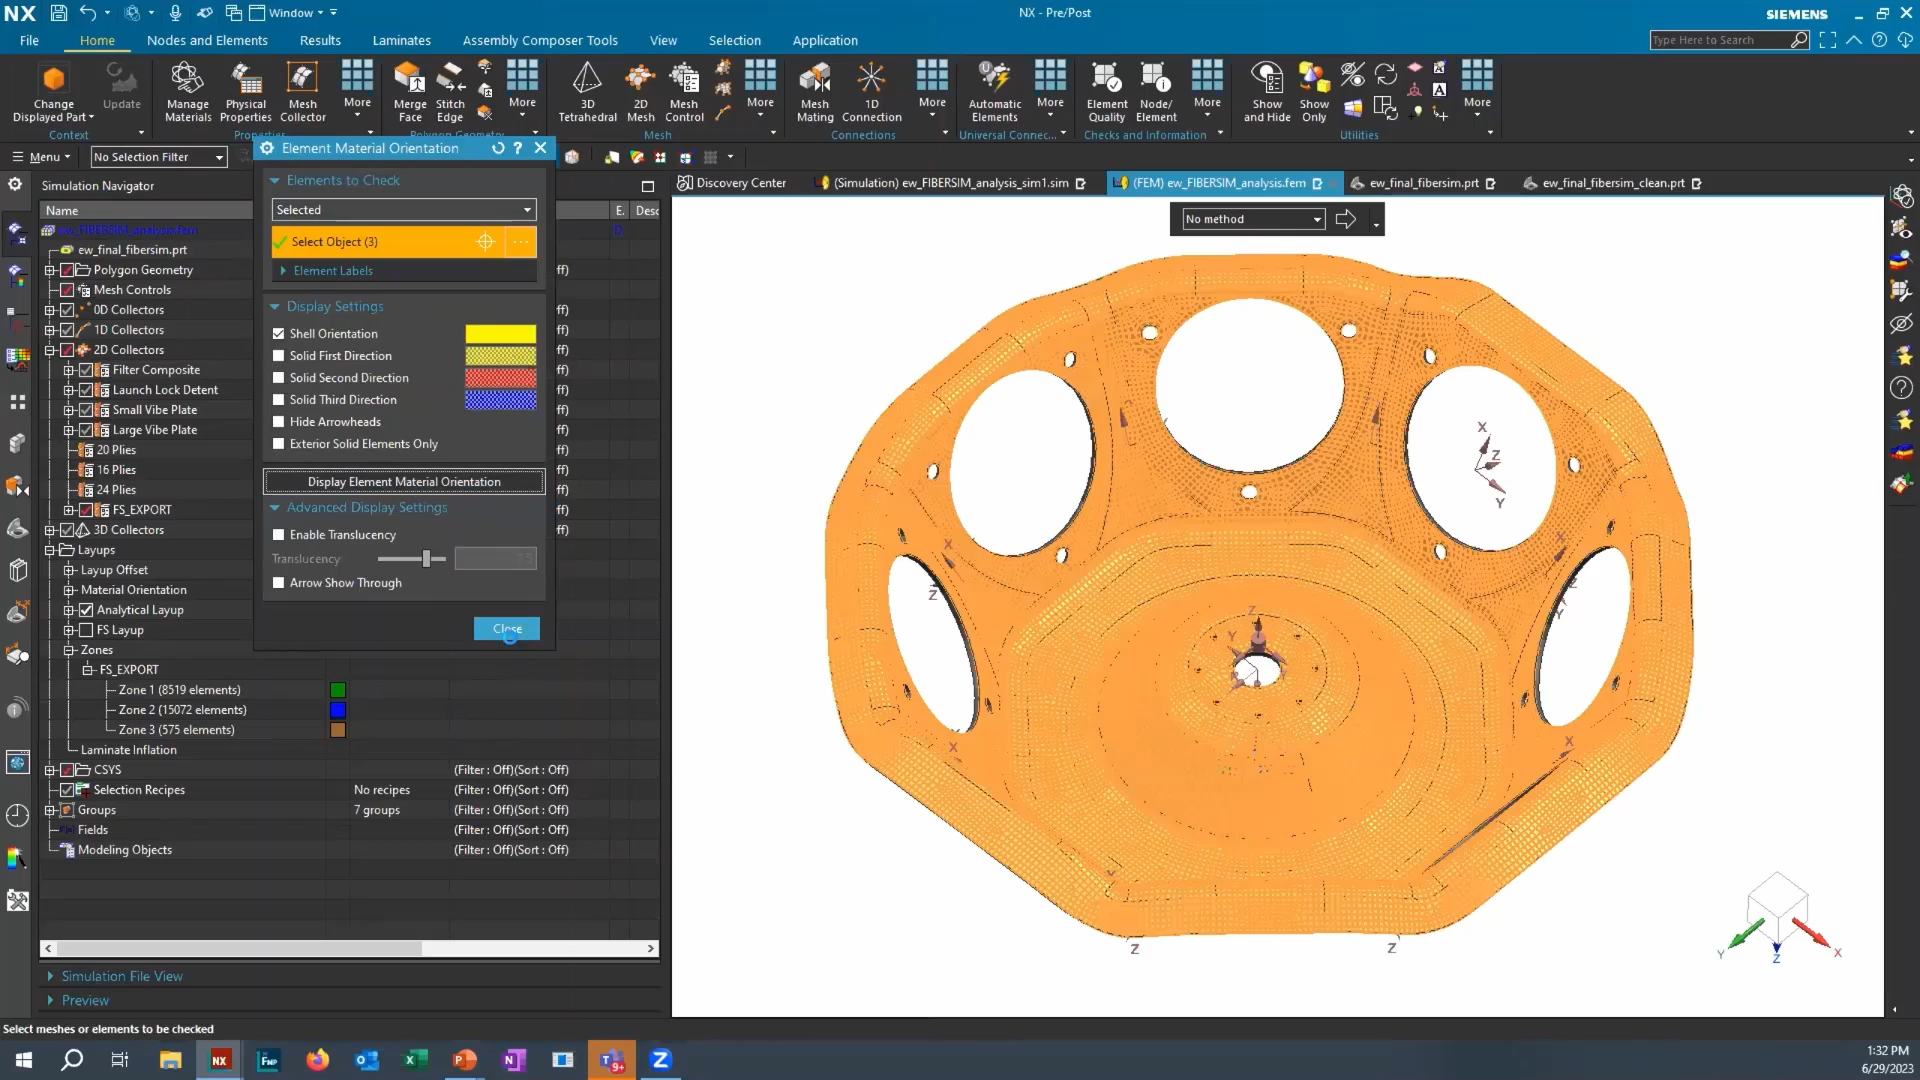 NX
Window
NX - Pre/Post
SIEMENS
File Home Nodes and Elements Results Laminates Assembly Composer Tools View Selection Application
Type Here to Search
Change Displayed Part
Update
Manage Materials
Physical Properties
Mesh Collector
More
Merge Face
Stitch Edge
More
3D Tetrahedral
2D Mesh
Mesh Control
More
Mesh Mating
1D Connection
More
Automatic Elements
More
Element Quality
Node/ Element
More
Show and Hide
Show Only
More
Context
Mesh
Connections
Universal Connec...
Checks and Information
Utilities
Menu
No Selection Filter
Element Material Orientation
Elements to Check
Selected
Select Object (3)
Element Labels
Display Settings
Shell Orientation
Solid First Direction
Solid Second Direction
Solid Third Direction
Hide Arrowheads
Exterior Solid Elements Only
Display Element Material Orientation
Advanced Display Settings
Enable Translucency
Translucency
Arrow Show Through
Close
Simulation Navigator
Name
E.
Desc
ew_FIBERSIM_analysis.fem
ew_final_fibersim.prt
Polygon Geometry
Mesh Controls
0D Collectors
1D Collectors
2D Collectors
Filter Composite
Launch Lock Detent
Small Vibe Plate
Large Vibe Plate
20 Plies
16 Plies
24 Plies
FS_EXPORT
3D Collectors
Layups
Layup Offset
Material Orientation
Analytical Layup
FS Layup
Zones
FS_EXPORT
Zone 1 (8519 elements)
Zone 2 (15072 elements)
Zone 3 (575 elements)
Laminate Inflation
CSYS (Filter : Off)(Sort : Off)
Selection Recipes No recipes (Filter : Off)(Sort : Off)
Groups 7 groups (Filter : Off)(Sort : Off)
Fields (Filter : Off)(Sort : Off)
Modeling Objects (Filter : Off)(Sort : Off)
Simulation File View
Preview
Select meshes or elements to be checked
Discovery Center
(Simulation) ew_FIBERSIM_analysis_sim1.sim
(FEM) ew_FIBERSIM_analysis.fem
ew_final_fibersim.prt
ew_final_fibersim_clean.prt
No method
X
Z
Y
X
Z
X
Z
Y
Z
Y
X
X
Z
Z
Y
Z
X
1:32 PM
6/29/2023